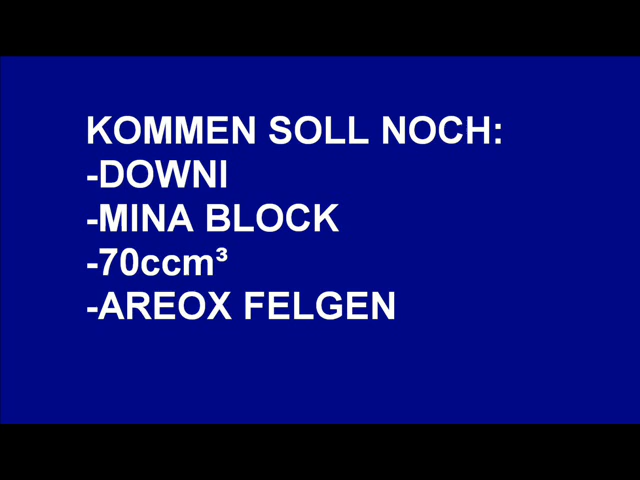 KOMMEN SOLL NOCH:
-DOWNI
-MINA BLOCK
-70ccm³
-AREOX FELGEN